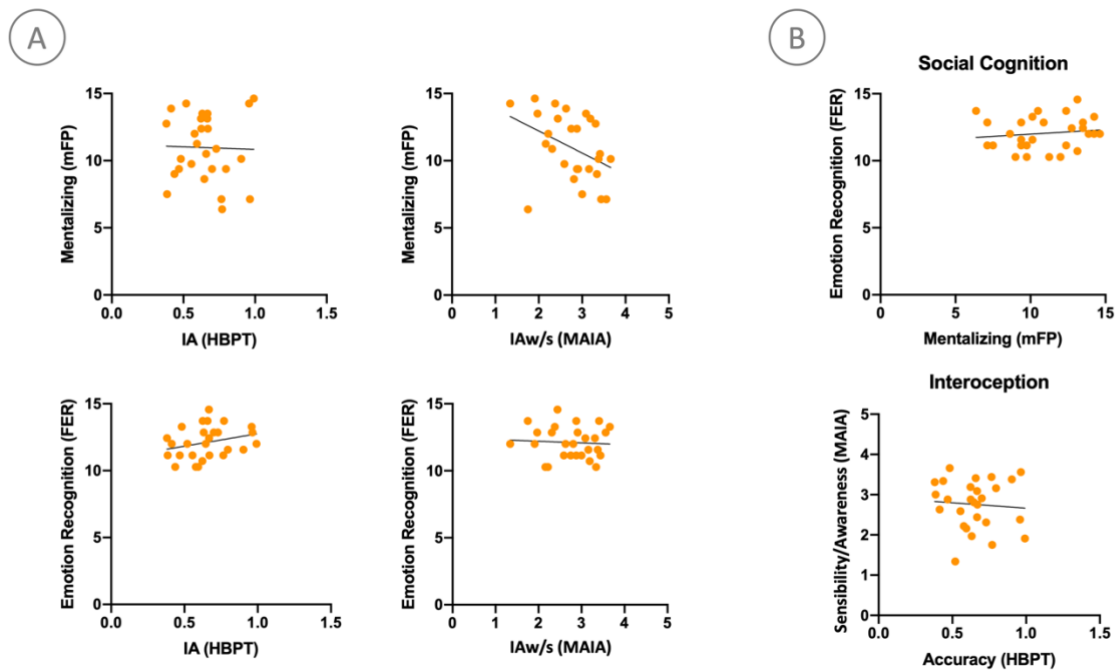 A
B
Mentalizing (mFP)
15
10
5
0
0.0 0.5 1.0 1.5
IA (HBPT)
Mentalizing (mFP)
15
10
5
0
0 1 2 3 4 5
IAw/s (MAIA)
Social Cognition
Emotion Recognition (FER)
15
10
5
0
0 5 10 15
Mentalizing (mFP)
Emotion Recognition (FER)
15
10
5
0
0.0 0.5 1.0 1.5
IA (HBPT)
Emotion Recognition (FER)
15
10
5
0
0 1 2 3 4 5
IAw/s (MAIA)
Interoception
Sensibility/Awareness (MAIA)
5
4
3
2
1
0
0.0 0.5 1.0 1.5
Accuracy (HBPT)